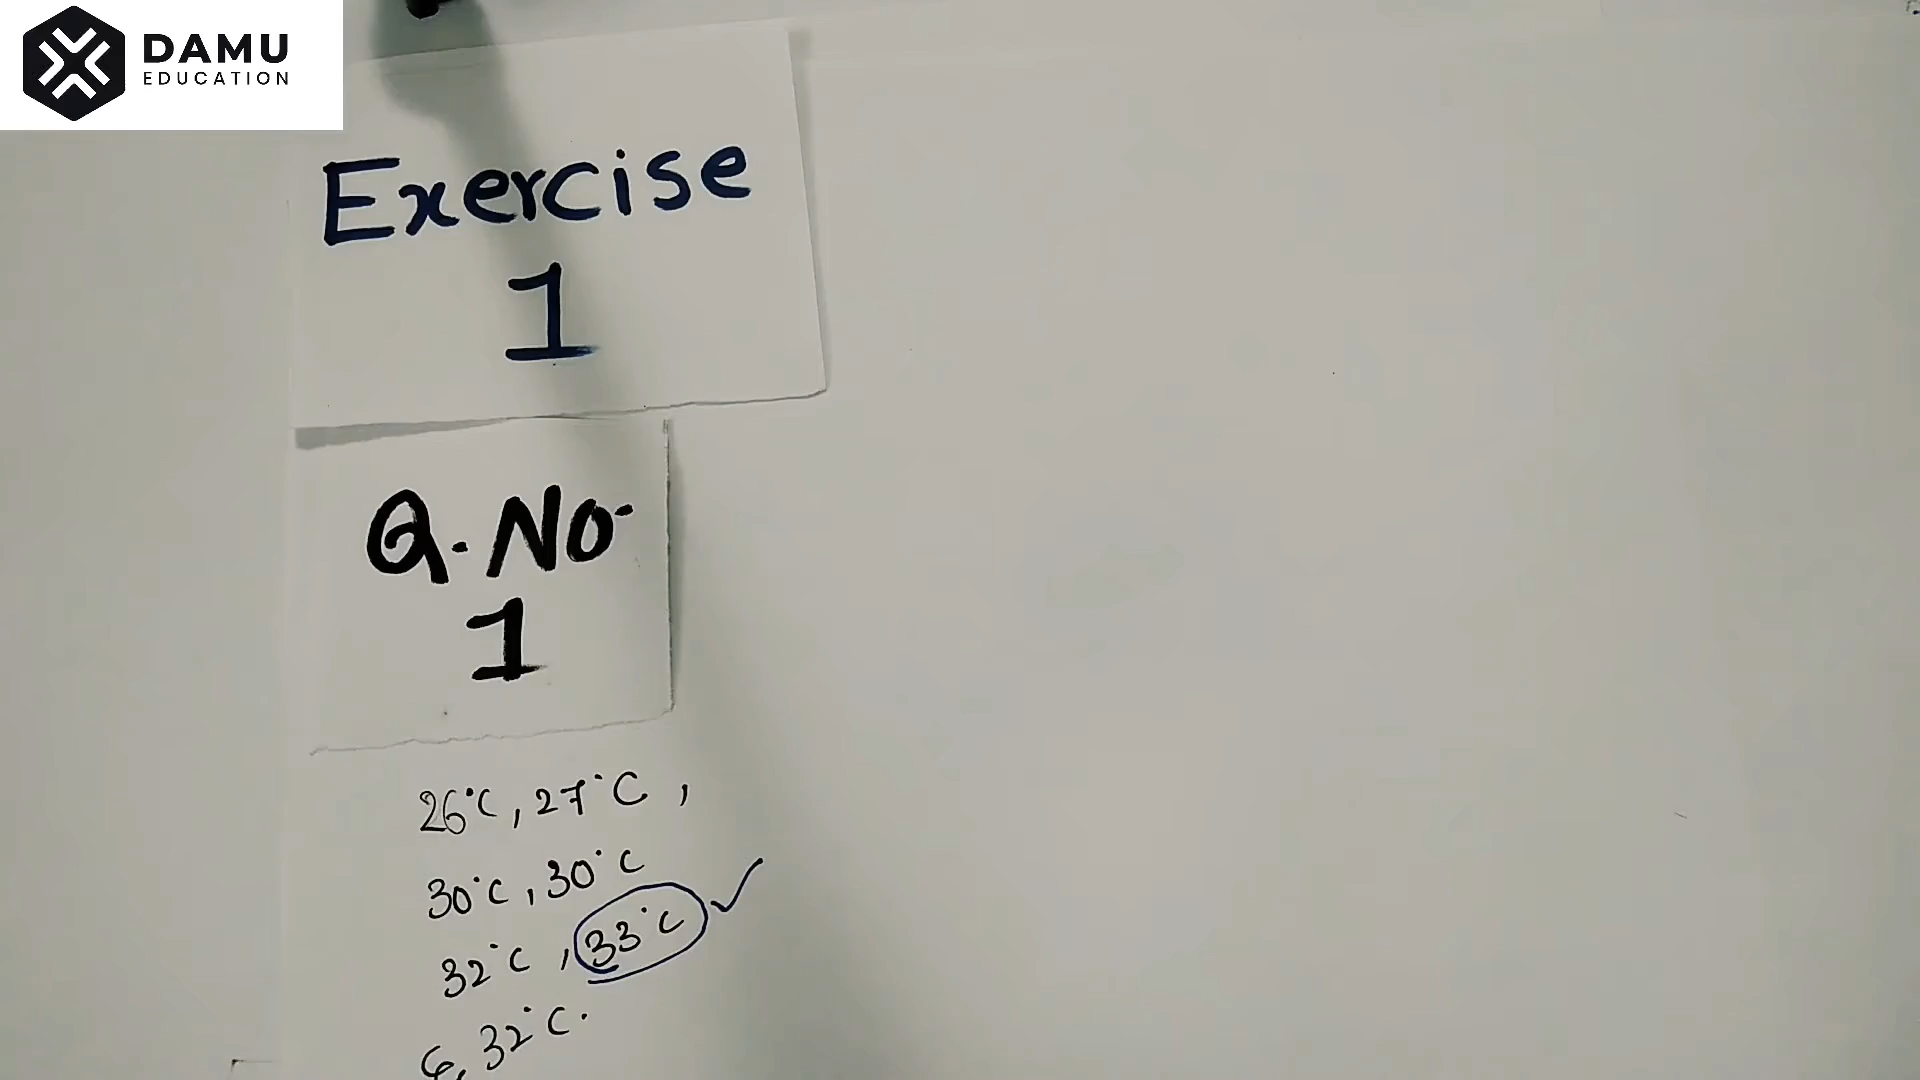 DAMU
EDUCATION
Exercise
1
Q. No.
1
26°C, 27°C,
30°C, 30°C
32°C, 33°C
32°C.